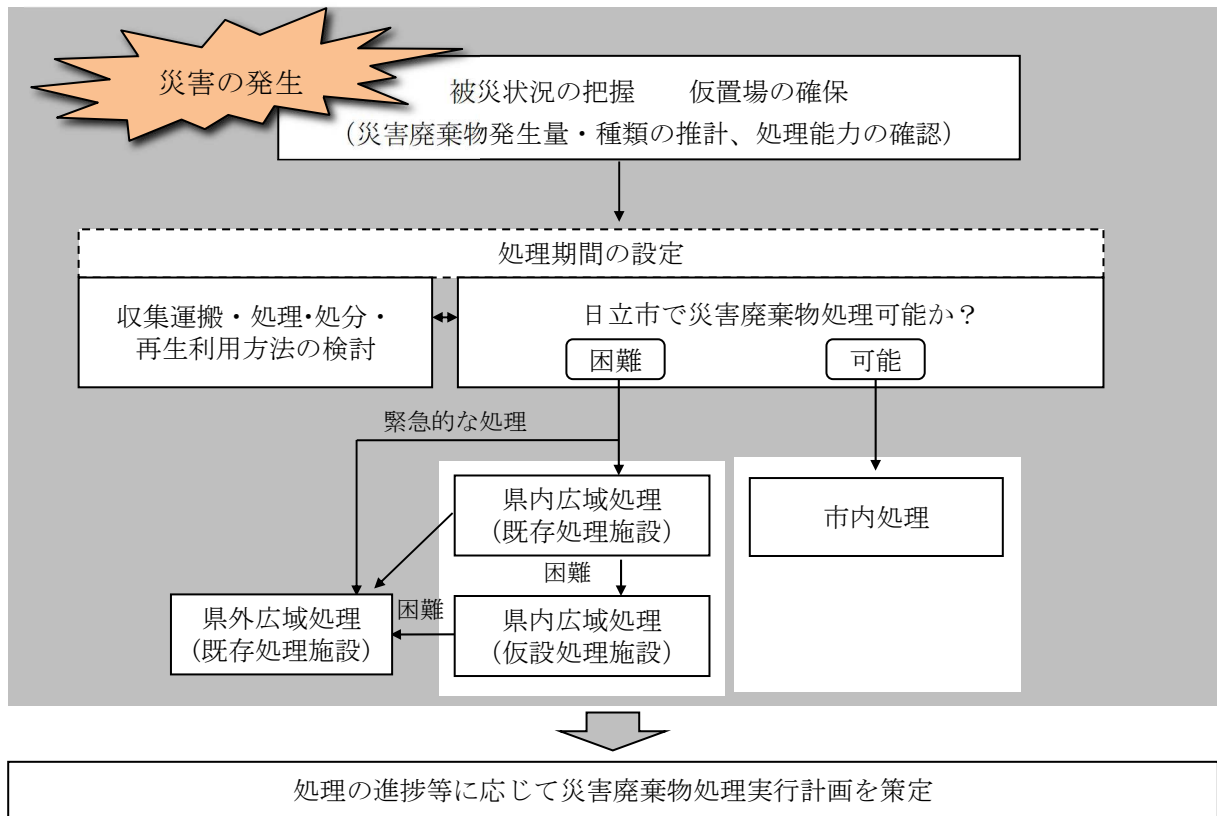 災害の発生
被災状況の把握　　仮置場の確保
(災害廃棄物発生量・種類の推計、処理能力の確認)
処理期間の設定
収集運搬・処理・処分・
再生利用方法の検討
日立市で災害廃棄物処理可能か？
困難
可能
緊急的な処理
県内広域処理
(既存処理施設)
市内処理
困難
県外広域処理
(既存処理施設)
困難
県内広域処理
(仮設処理施設)
処理の進捗等に応じて災害廃棄物処理実行計画を策定